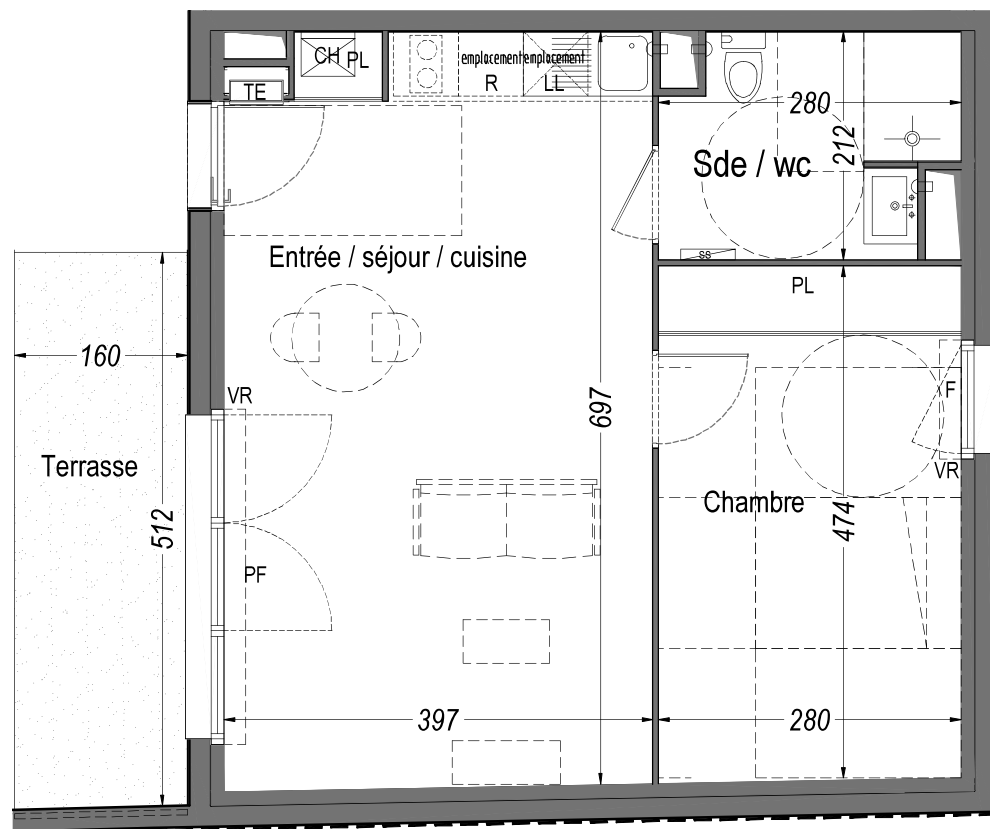 CH PL
emplacement emplacement
R LL
TE
280
212
Sde / wc
Entrée / séjour / cuisine
SS
PL
160
VR
697
F
VR
Terrasse
Chambre
512
474
PF
397
280